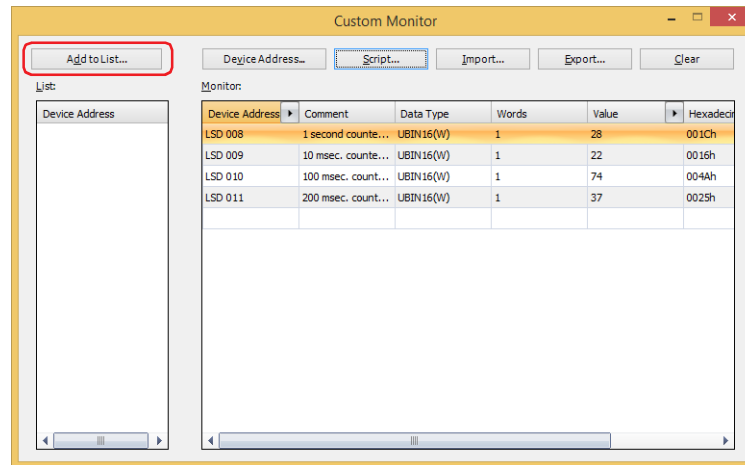 Custom Monitor
Add to List... Device Address... Script... Import... Export... Clear
List: Monitor:
Device Address Device Address Comment Data Type Words Value Hexadecin
LSD 008 1 second counte... UBIN16(W) 1 28 001Ch
LSD 009 10 msec. counte... UBIN16(W) 1 22 0016h
LSD 010 100 msec. count... UBIN16(W) 1 74 004Ah
LSD 011 200 msec. count... UBIN16(W) 1 37 0025h